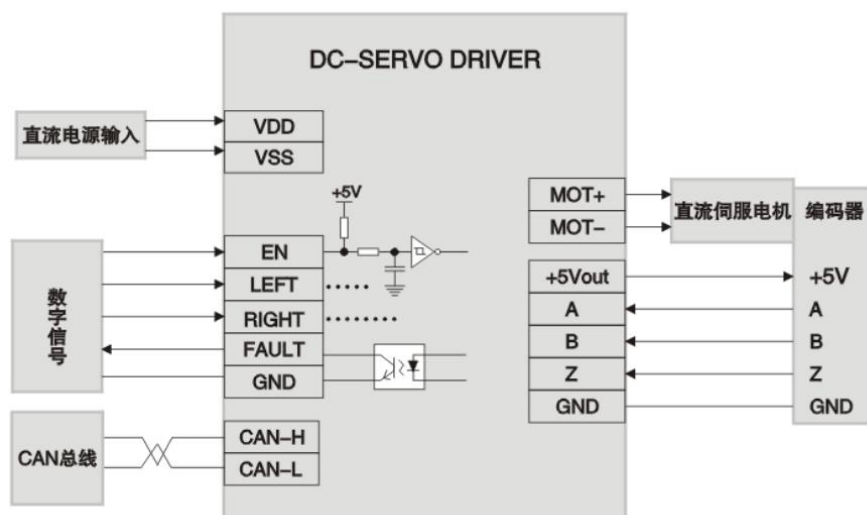 DC-SERVO DRIVER
直流电源输入
VDD
VSS
+5V
数字信号
EN
LEFT
RIGHT
FAULT
GND
CAN总线
CAN-H
CAN-L
MOT+
MOT-
直流伺服电机
编码器
+5Vout
A
B
Z
GND
+5V
A
B
Z
GND